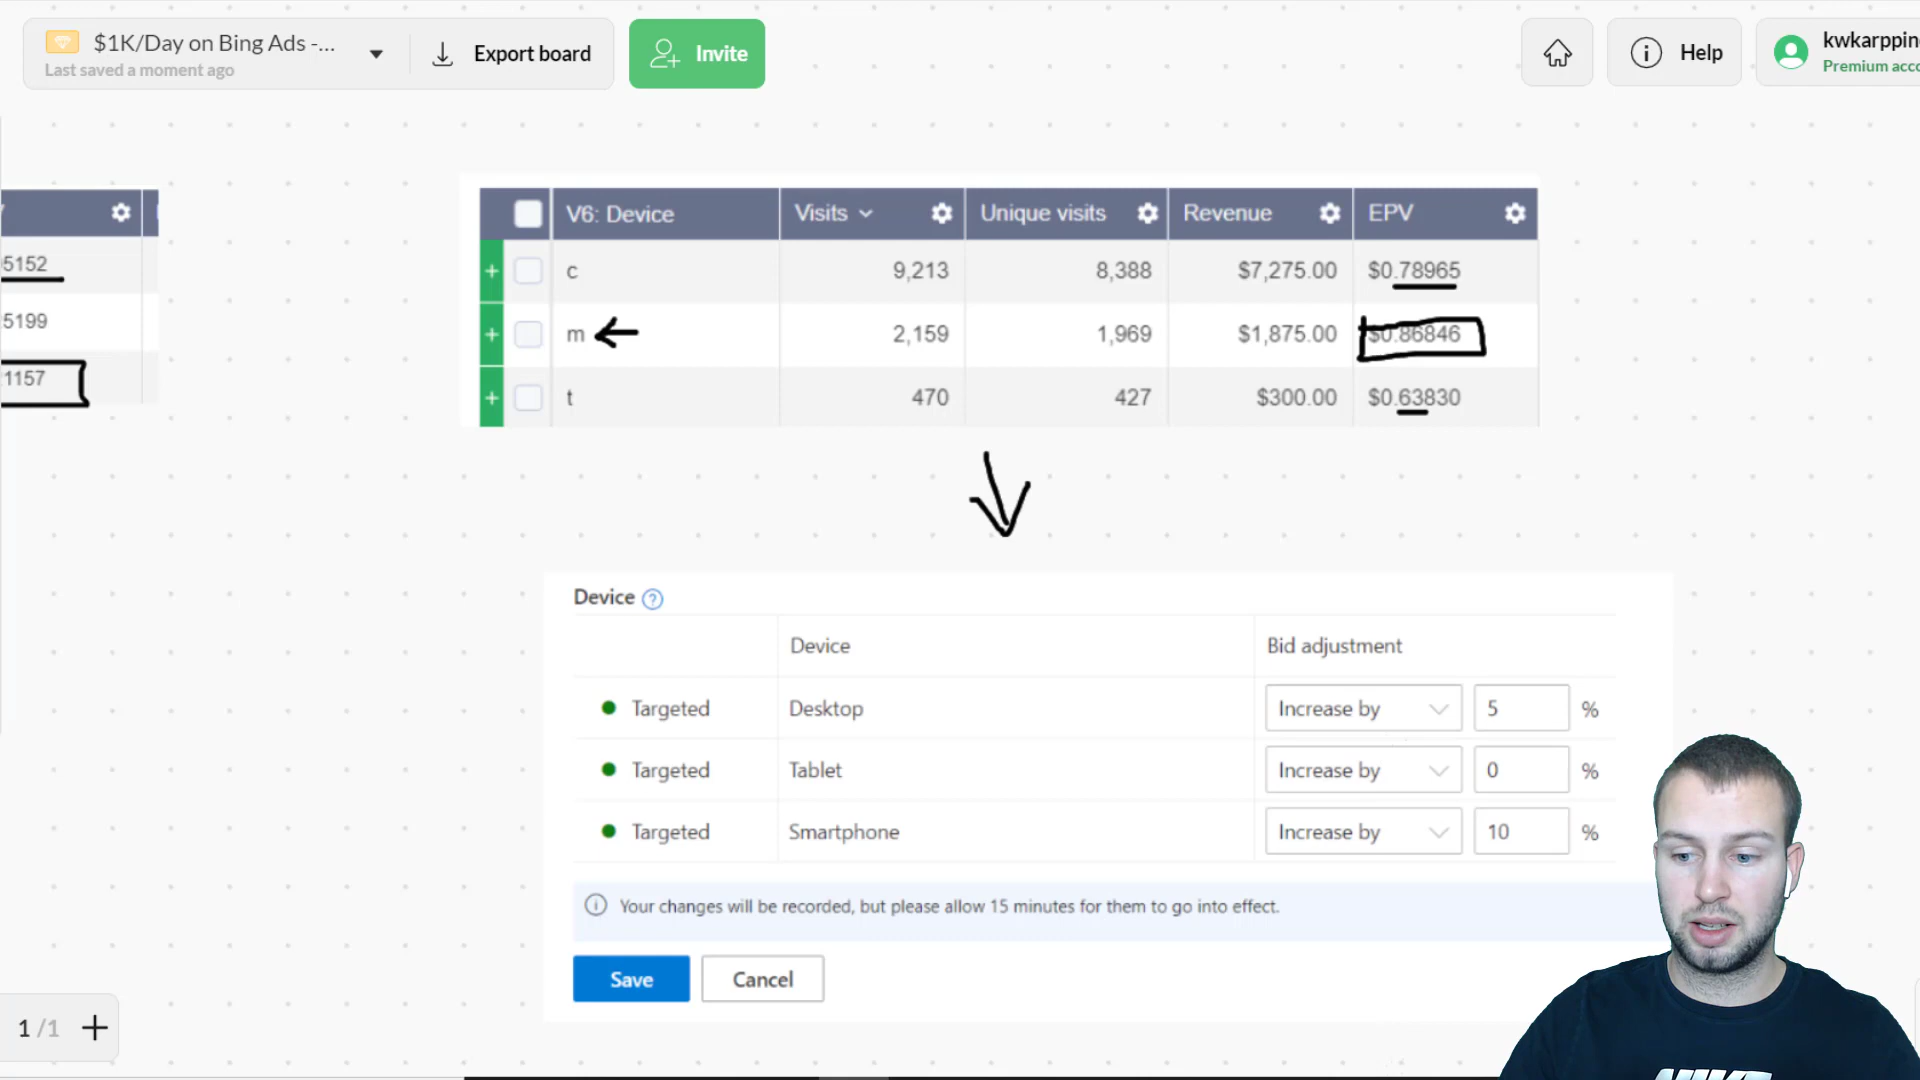 $1K/Day on Bing Ads -...
Last saved a moment ago
Export board
Invite
Help
kwkarppin
Premium acco
5152
5199
1157
V6: Device Visits Unique visits Revenue EPV
+ c 9,213 8,388 $7,275.00 $0.78965
+ m 2,159 1,969 $1,875.00 $0.86846
+ t 470 427 $300.00 $0.63830
Device ?
Device Bid adjustment
Targeted Desktop Increase by 5 %
Targeted Tablet Increase by 0 %
Targeted Smartphone Increase by 10 %
Your changes will be recorded, but please allow 15 minutes for them to go into effect.
Save Cancel
1 /1 +